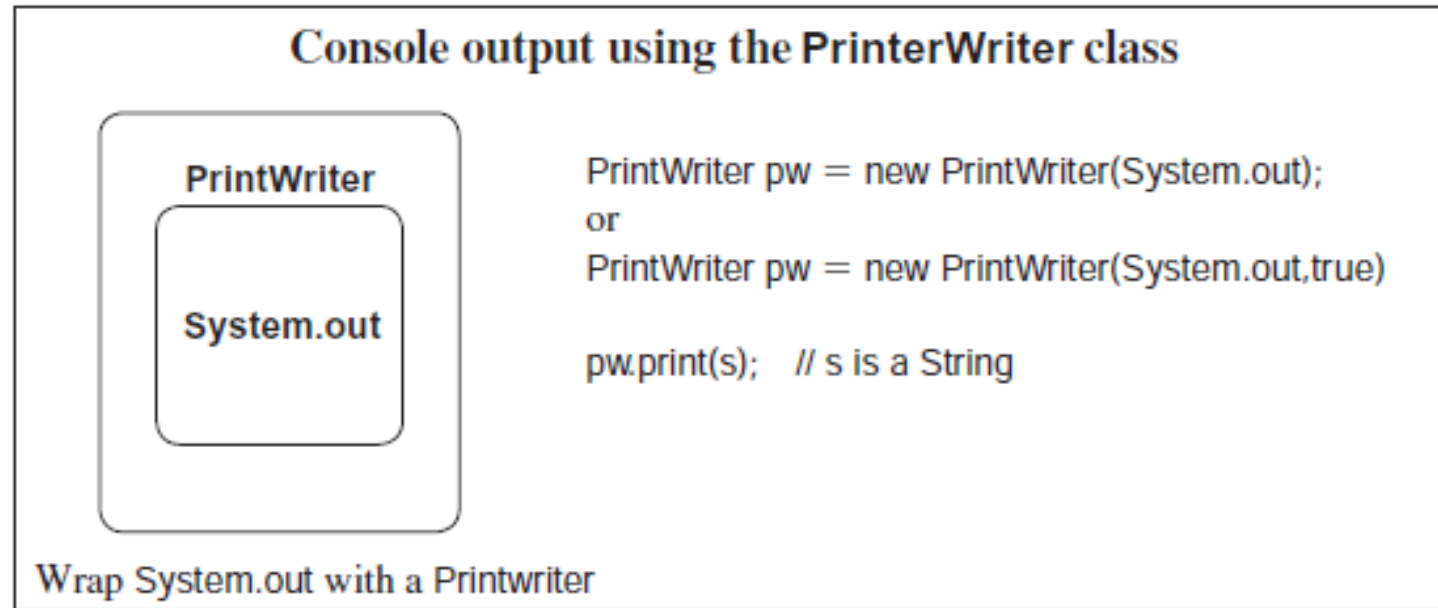 Console output using the PrinterWriter class
PrintWriter
System.out
PrintWriter pw = new PrintWriter(System.out);
or
PrintWriter pw = new PrintWriter(System.out,true)
pw.print(s); // s is a String
Wrap System.out with a Printwriter